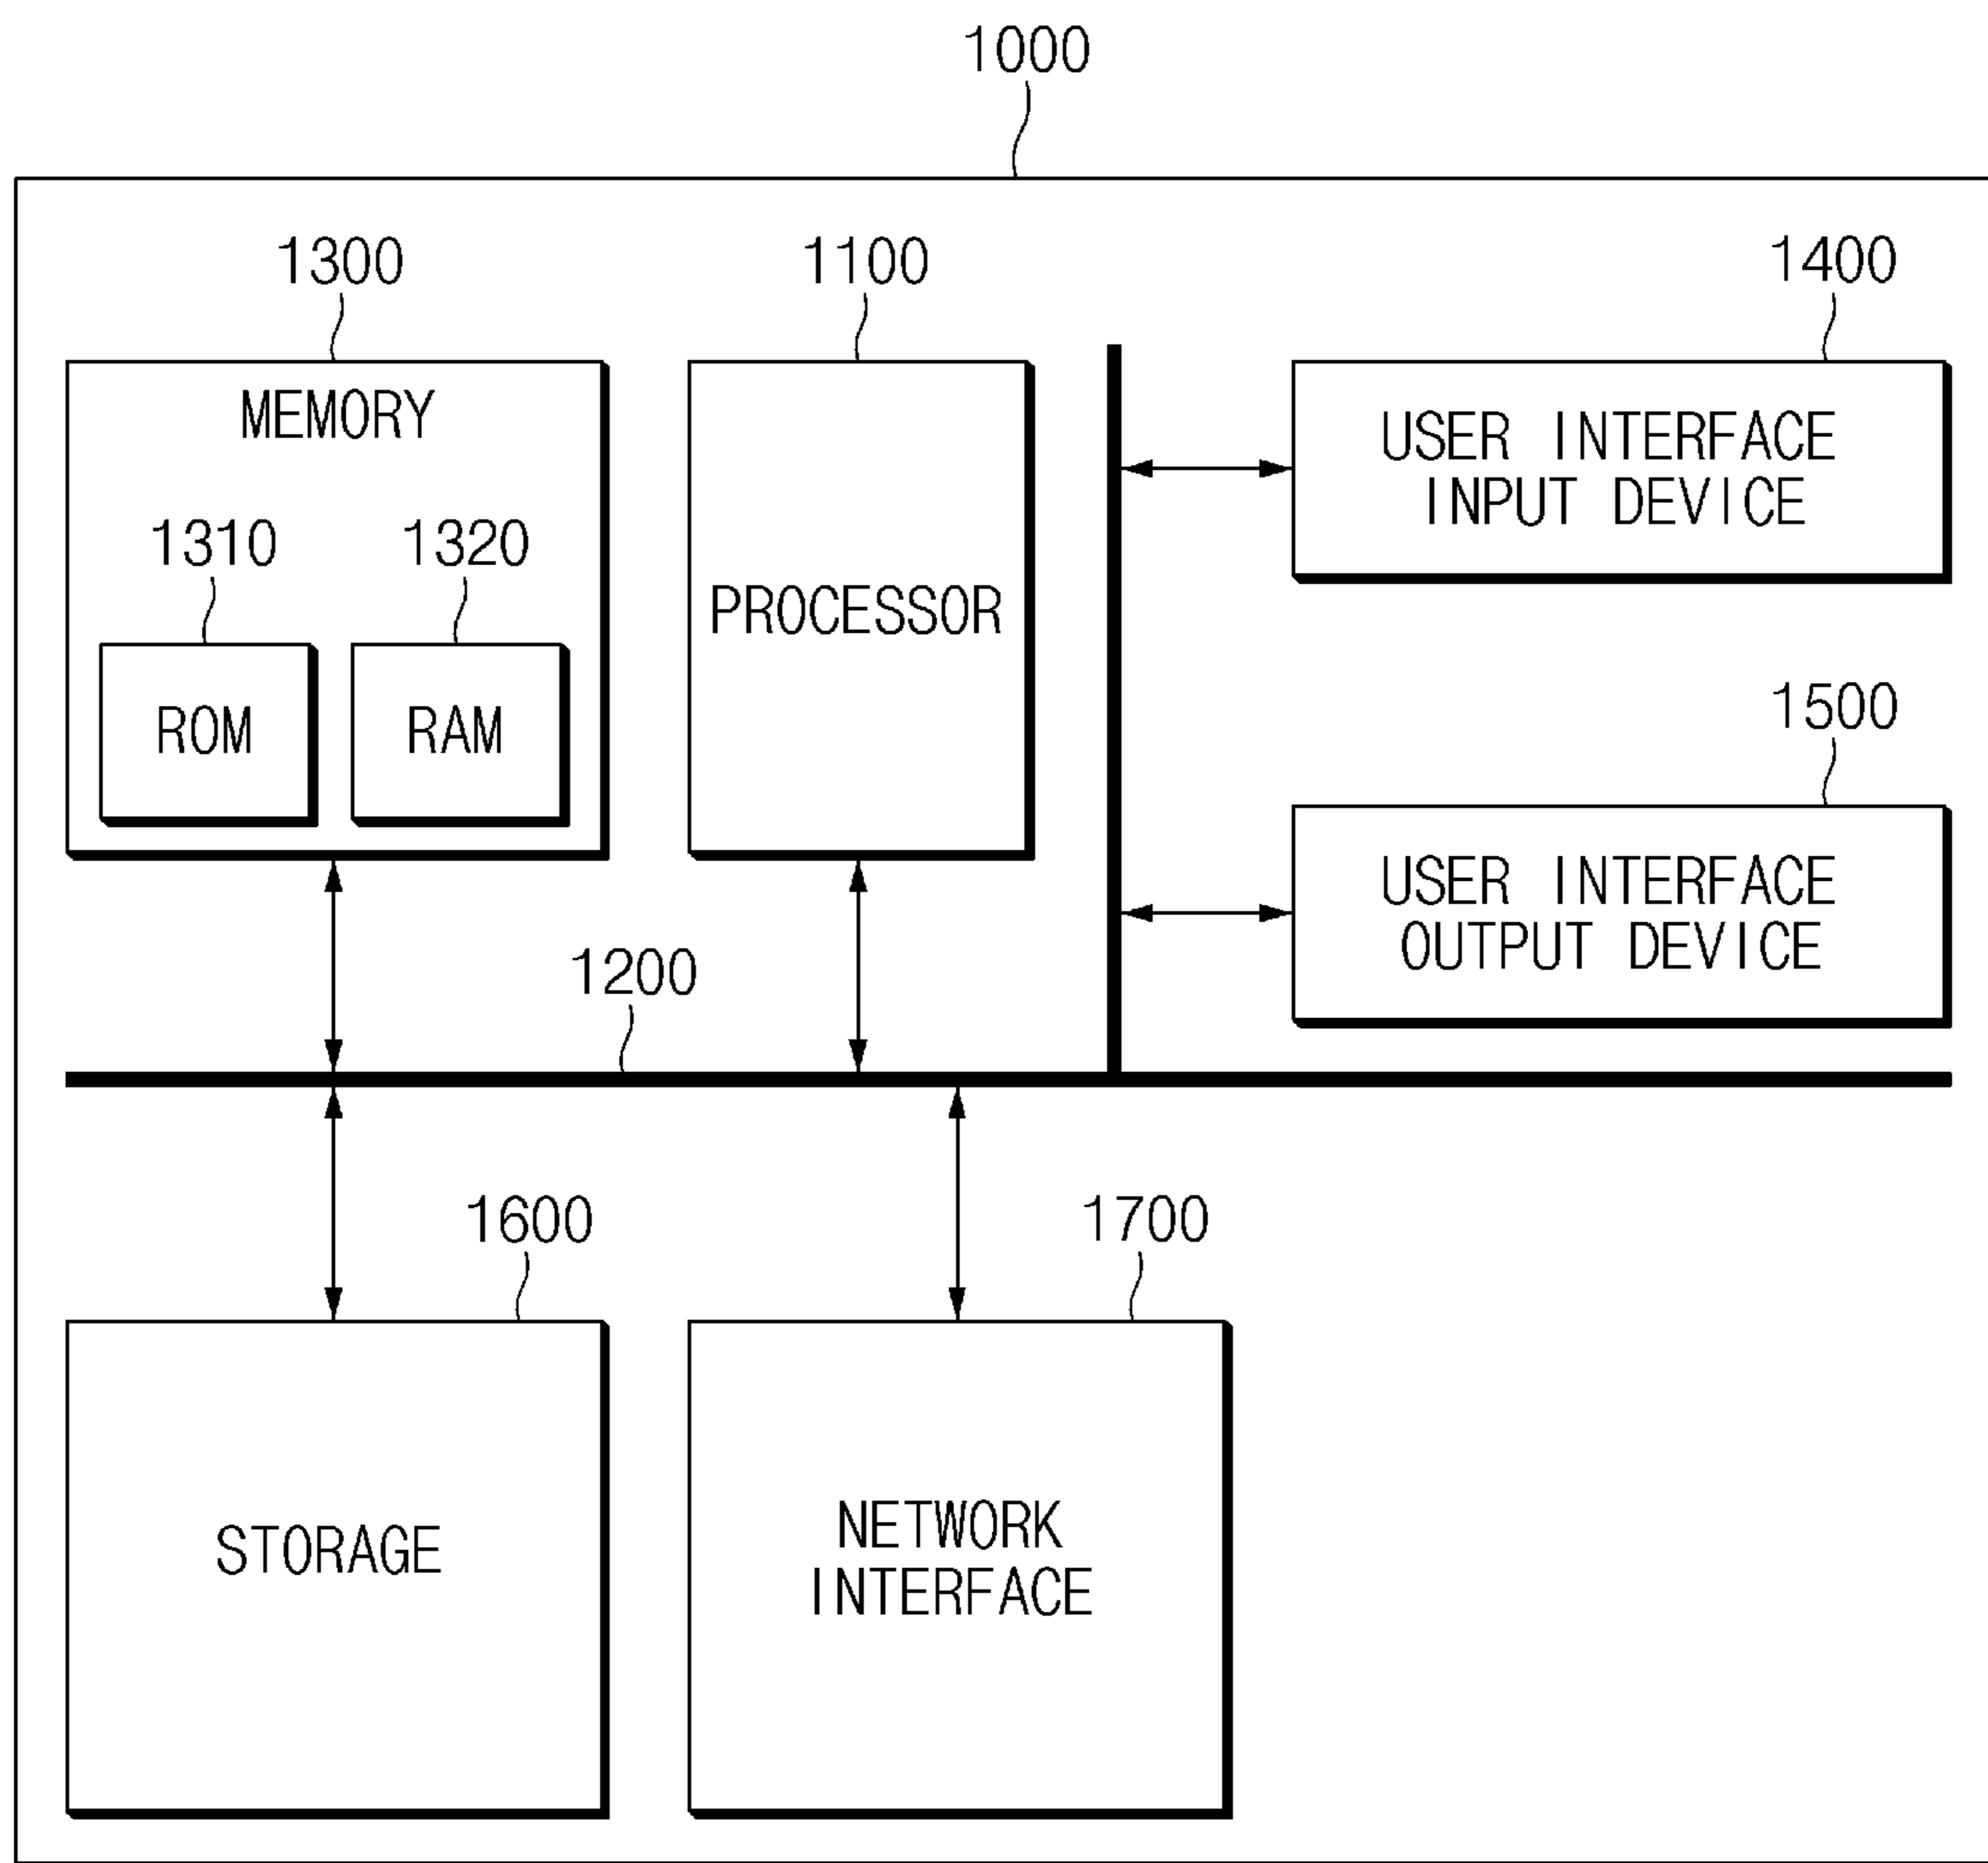 1000
1300
1100
1400
MEMORY
USER INTERFACE
INPUT DEVICE
1310
1320
PROCESSOR
ROM
RAM
1500
USER INTERFACE
OUTPUT DEVICE
1200
1600
1700
STORAGE
NETWORK
INTERFACE